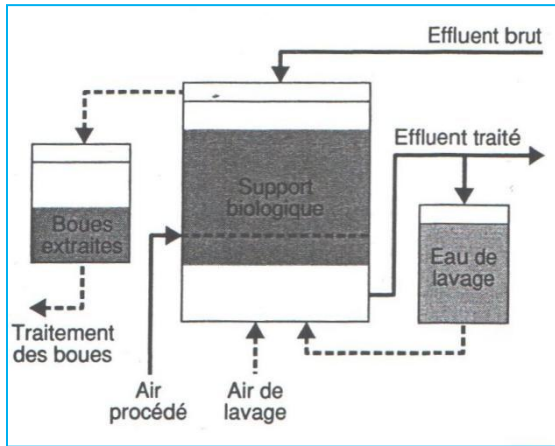 Effluent brut
Effluent traité
Support
biologique
Boues
extraites
Eau de
lavage
Traitement
des boues
Air
procédé
Air de
lavage